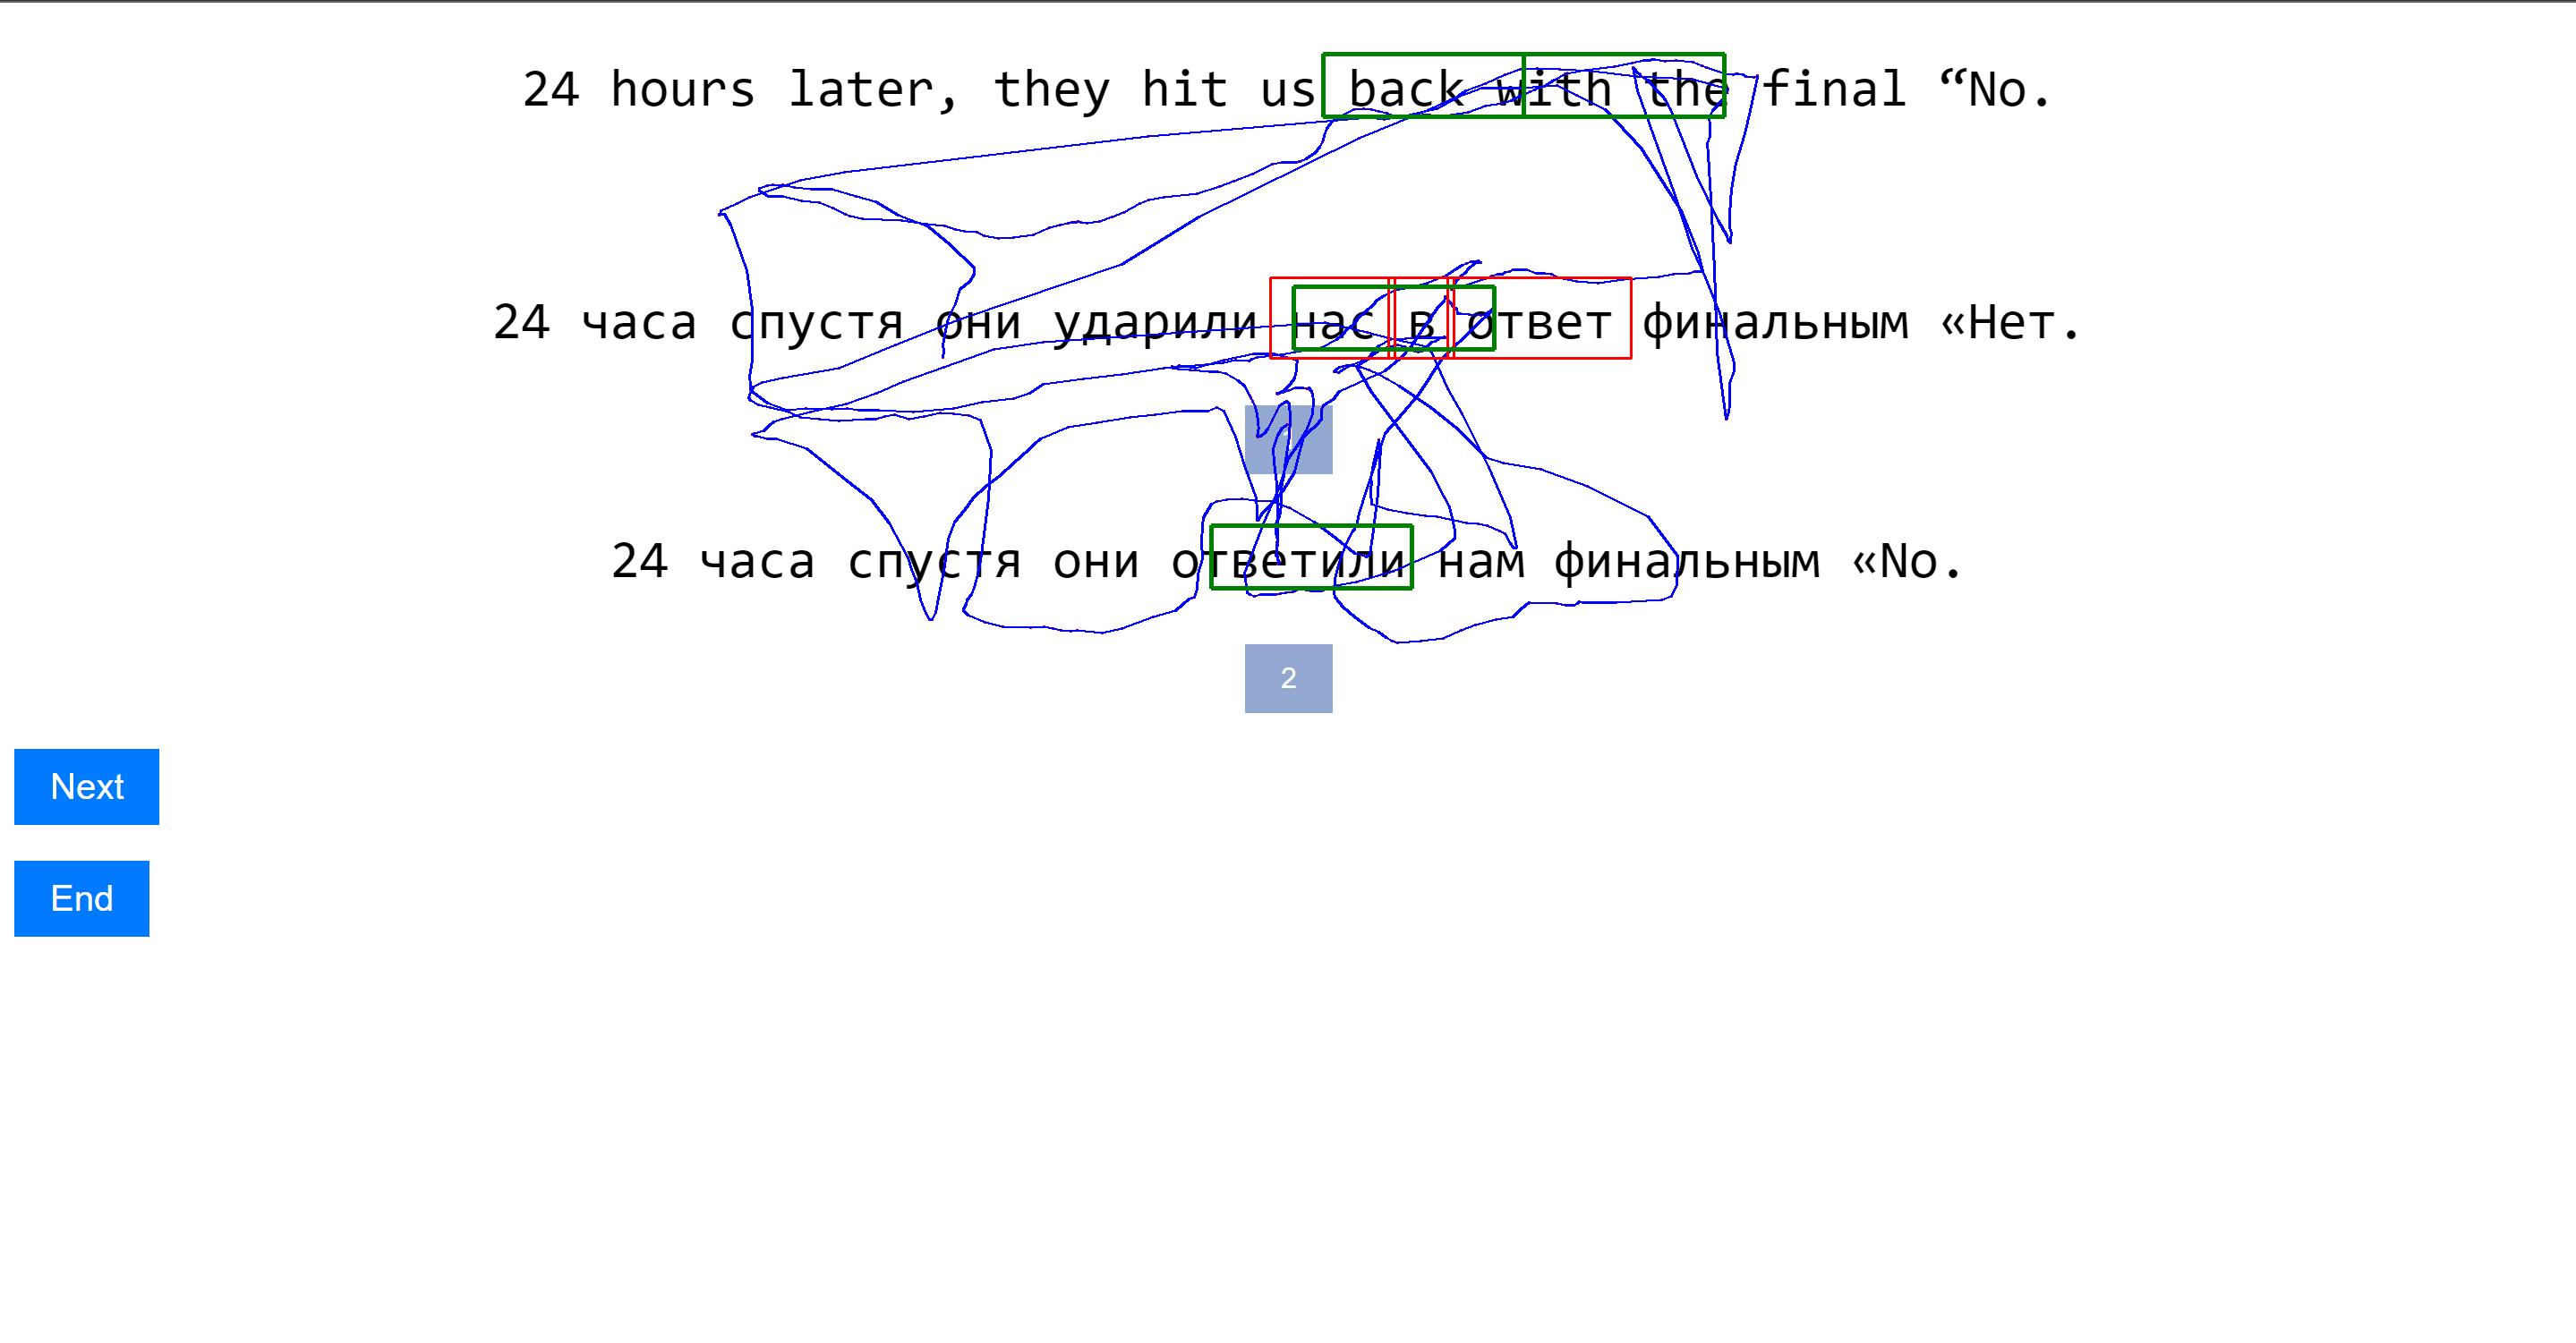 24 hours later, they hit us back with the final “No.
24 часа спустя они ударили нас в ответ финальным «Нет.
24 часа спустя они ответили нам финальным «No.
2
Next
End